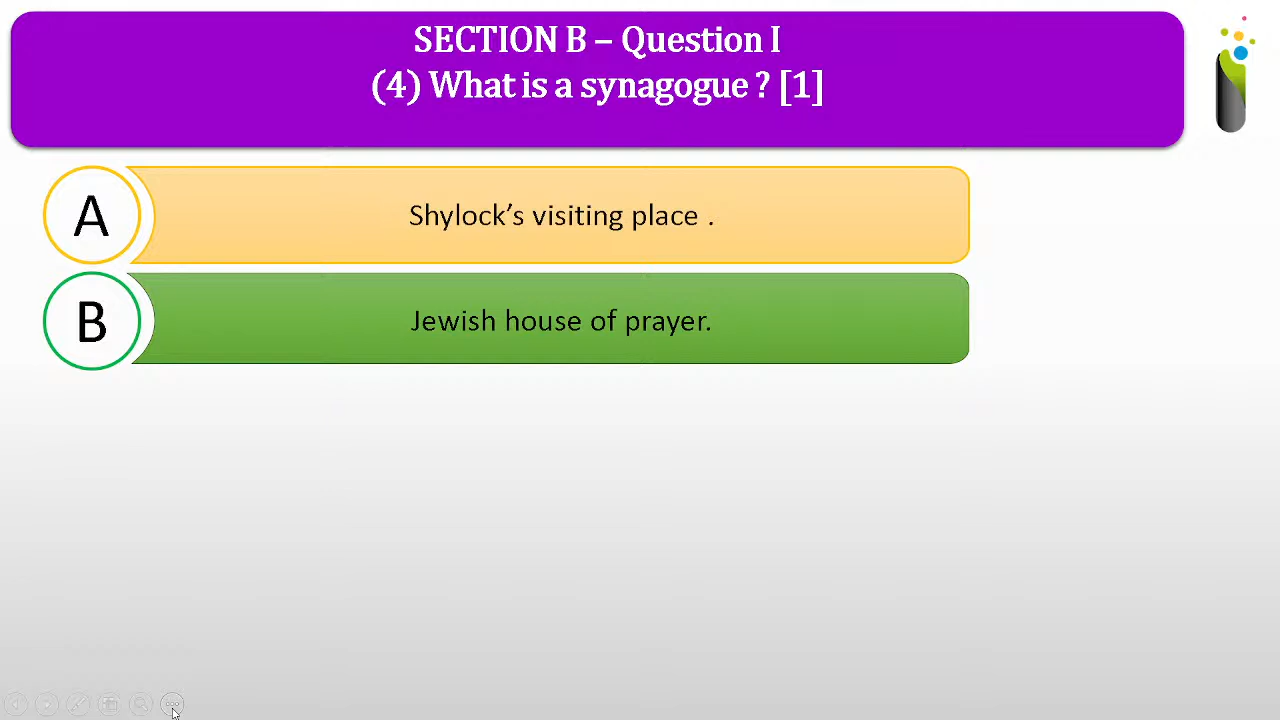 SECTION B – Question I
(4) What is a synagogue ? [1]
A
Shylock’s visiting place .
B
Jewish house of prayer.